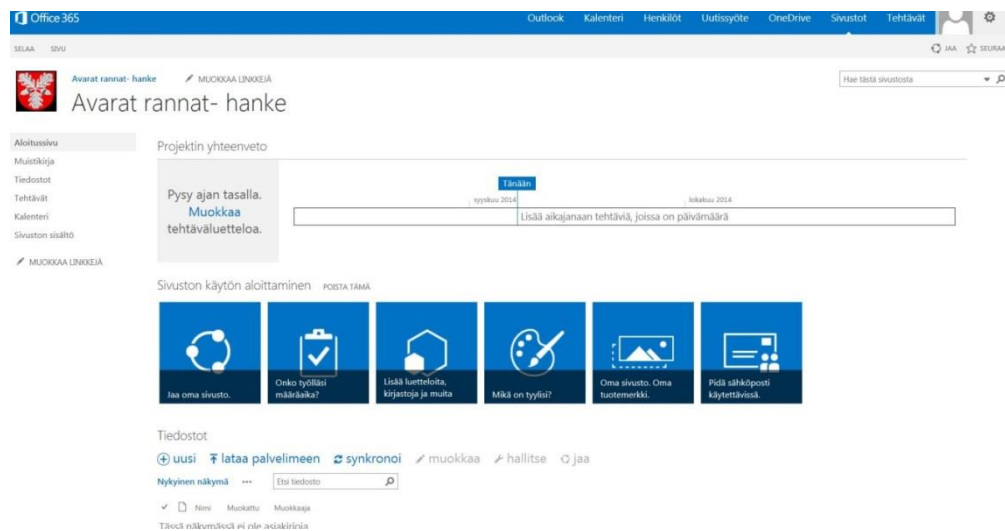 Office 365
Outlook Kalenteri Henkilöt Uutissyöte OneDrive Sivustot Tehtävät
SELAA SIVU
JAA SEURAA
Avarat rannat- hanke MUOKKAA LINKKEJÄ
Hae tästä sivustosta
Avarat rannat- hanke
Aloitussivu
Muistikirja
Tiedostot
Tehtävät
Kalenteri
Sivuston sisältö
MUOKKAA LINKKEJÄ
Projektin yhteenveto
Pysy ajan tasalla.
Muokkaa
tehtäväluetteloa.
Tänään
syyskuu 2014 lokakuu 2014
Lisää aikajanaan tehtäviä, joissa on päivämäärä
Sivuston käytön aloittaminen POISTA TÄMÄ
Jaa oma sivusto.
Onko työlläsi
määräaika?
Lisää luetteloita,
kirjastoja ja muita
Mikä on tyylisi?
Oma sivusto. Oma
tuotemerkki.
Pidä sähköposti
käytettävissä.
Tiedostot
uusi lataa palvelimeen synkronoi muokkaa hallitse jaa
Nykyinen näkymä ••• Etsi tiedosto
Nimi Muokattu Muokkaaja
Tässä näkymässä ei ole asiakirjoja